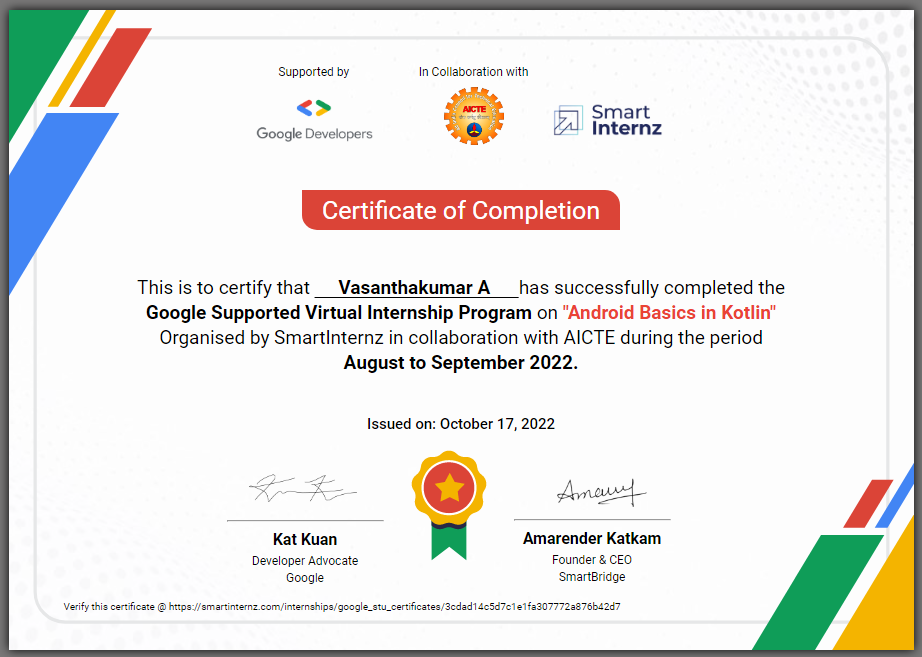 Supported by
In Collaboration with
Google Developers
AICTE
Smart
Internz
Certificate of Completion
This is to certify that Vasanthakumar A has successfully completed the
Google Supported Virtual Internship Program on "Android Basics in Kotlin"
Organised by SmartInternz in collaboration with AICTE during the period
August to September 2022.
Issued on: October 17, 2022
Kat Kuan
Developer Advocate
Google
Amarender Katkam
Founder & CEO
SmartBridge
Verify this certificate @ https://smartinternz.com/internships/google_stu_certificates/3cdad14c5d7c1e1fa307772a876b42d7